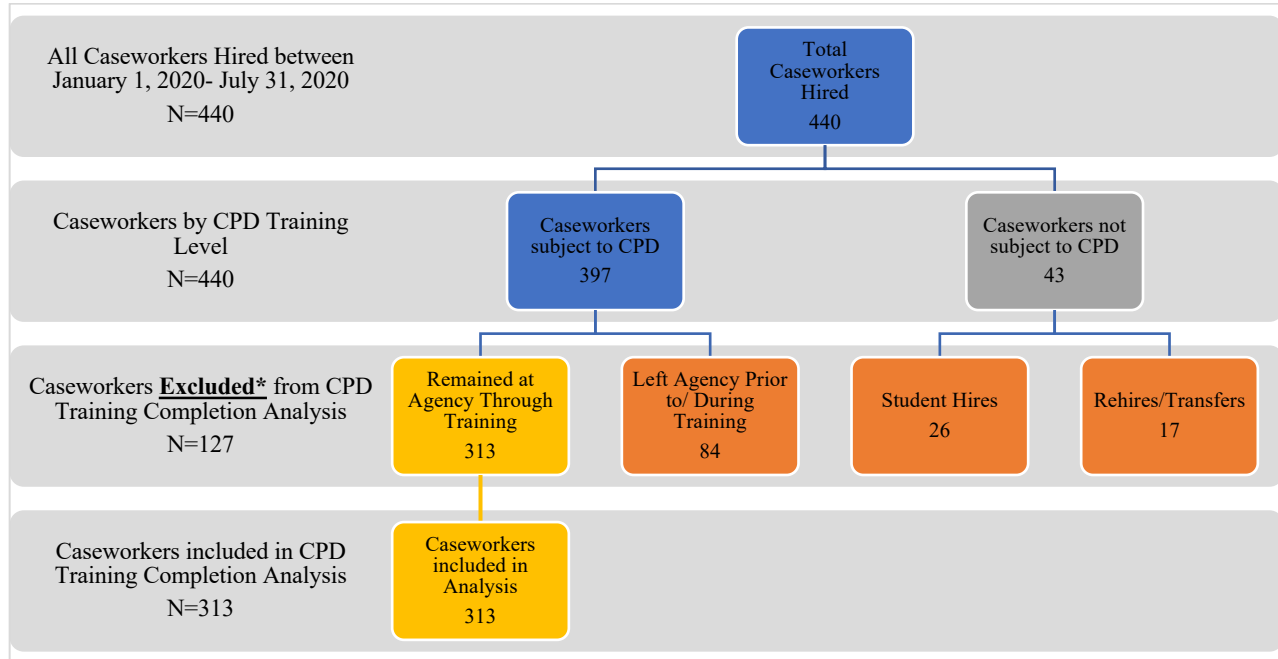 All Caseworkers Hired between
January 1, 2020- July 31, 2020
N=440
Total
Caseworkers
Hired
440
Caseworkers by CPD Training
Level
N=440
Caseworkers
subject to CPD
397
Caseworkers not
subject to CPD
43
Caseworkers Excluded* from CPD
Training Completion Analysis
N=127
Remained at
Agency Through
Training
313
Left Agency Prior
to/ During
Training
84
Student Hires
26
Rehires/Transfers
17
Caseworkers included in CPD
Training Completion Analysis
N=313
Caseworkers
included in
Analysis
313